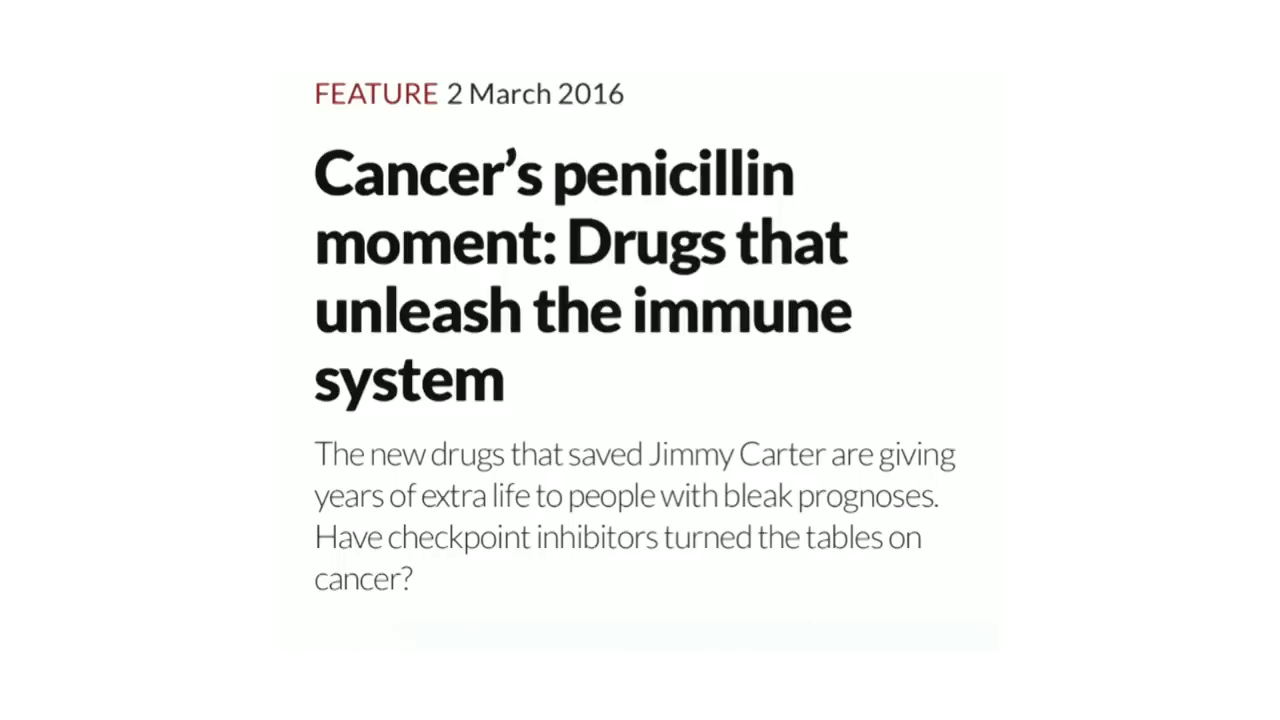 FEATURE 2 March 2016
Cancer’s penicillin
moment: Drugs that
unleash the immune
system
The new drugs that saved Jimmy Carter are giving
years of extra life to people with bleak prognoses.
Have checkpoint inhibitors turned the tables on
cancer?